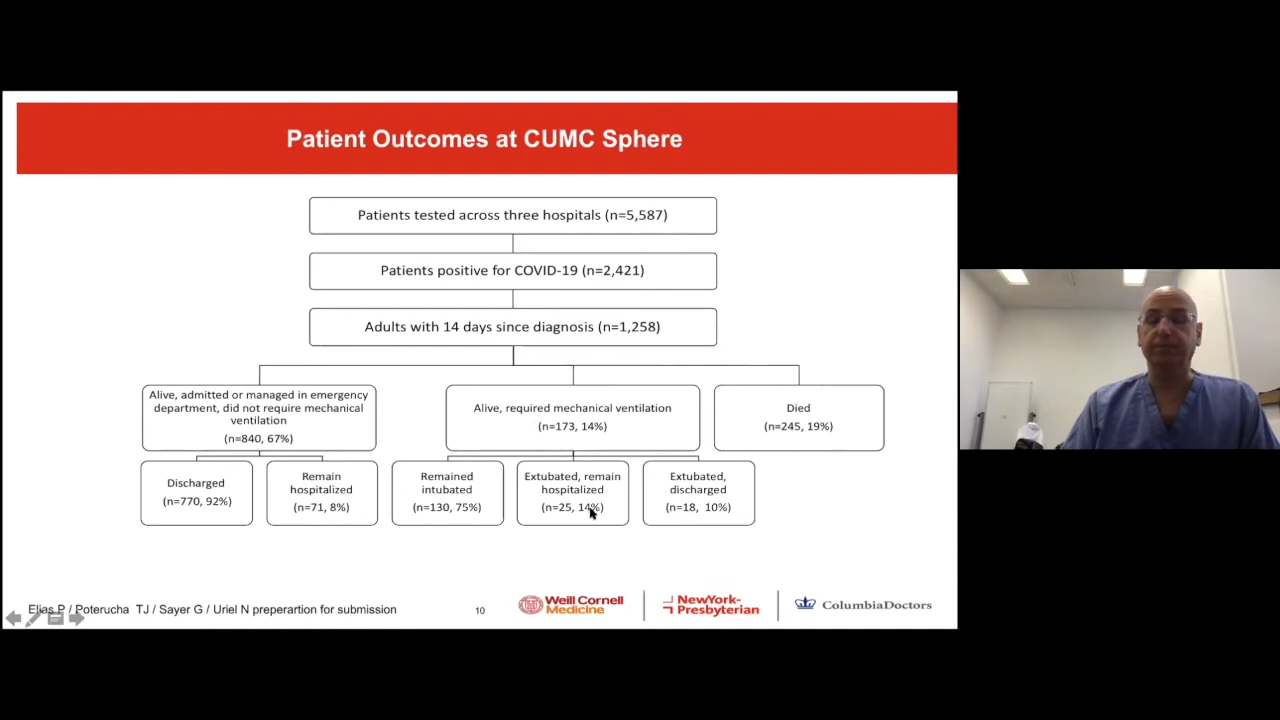 Patient Outcomes at CUMC Sphere
Patients tested across three hospitals (n=5,587)
Patients positive for COVID-19 (n=2,421)
Adults with 14 days since diagnosis (n=1,258)
Alive, admitted or managed in emergency
department, did not require mechanical
ventilation
(n=840, 67%)
Alive, required mechanical ventilation
(n=173, 14%)
Died
(n=245, 19%)
Discharged
(n=770, 92%)
Remain
hospitalized
(n=71, 8%)
Remained
intubated
(n=130, 75%)
Extubated, remain
hospitalized
(n=25, 14%)
Extubated,
discharged
(n=18, 10%)
Elias P / Poterucha TJ / Sayer G / Uriel N preperartion for submission
10
Weill Cornell
Medicine
NewYork-
Presbyterian
ColumbiaDoctors